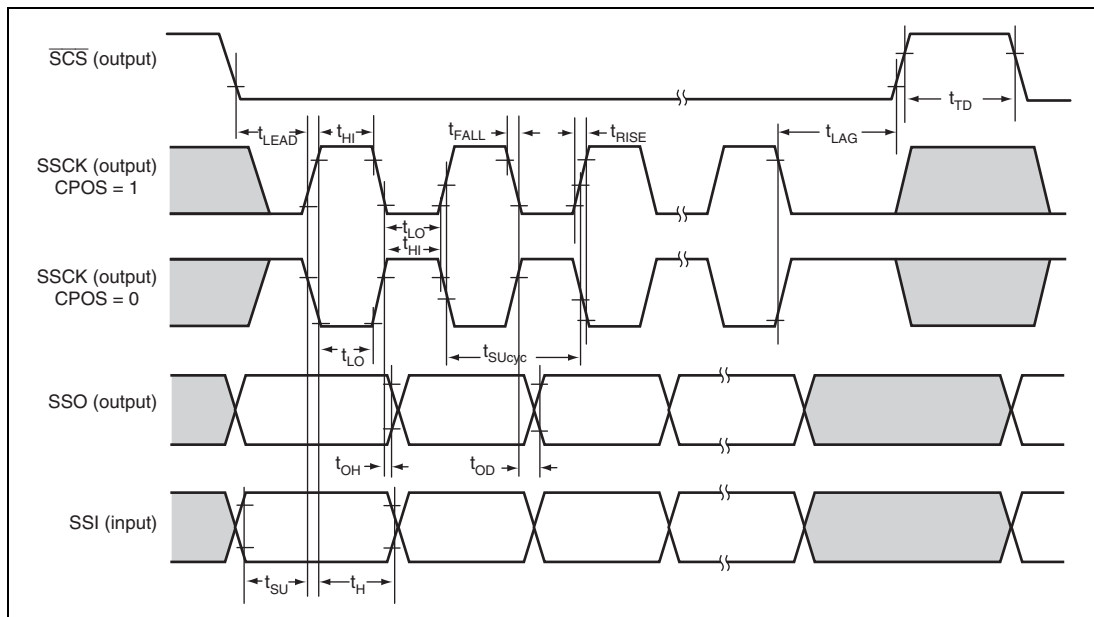 SCS (output)
tTD
tLEAD tHI tFALL tRISE tLAG
SSCK (output)
CPOS = 1
tLO
tHI
SSCK (output)
CPOS = 0
tLO tSUcyc
SSO (output)
tOH tOD
SSI (input)
tSU tH